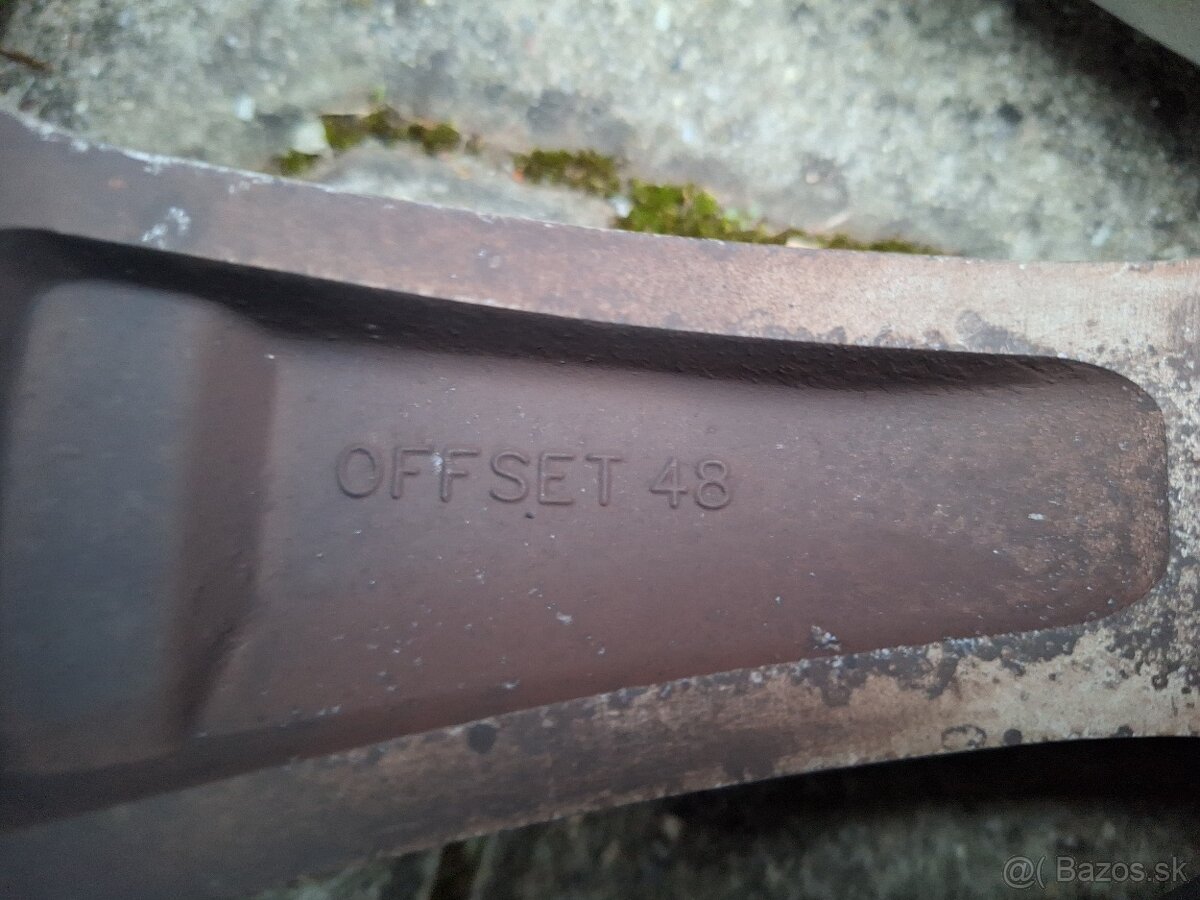 OFFSET 48
@( Bazos.sk